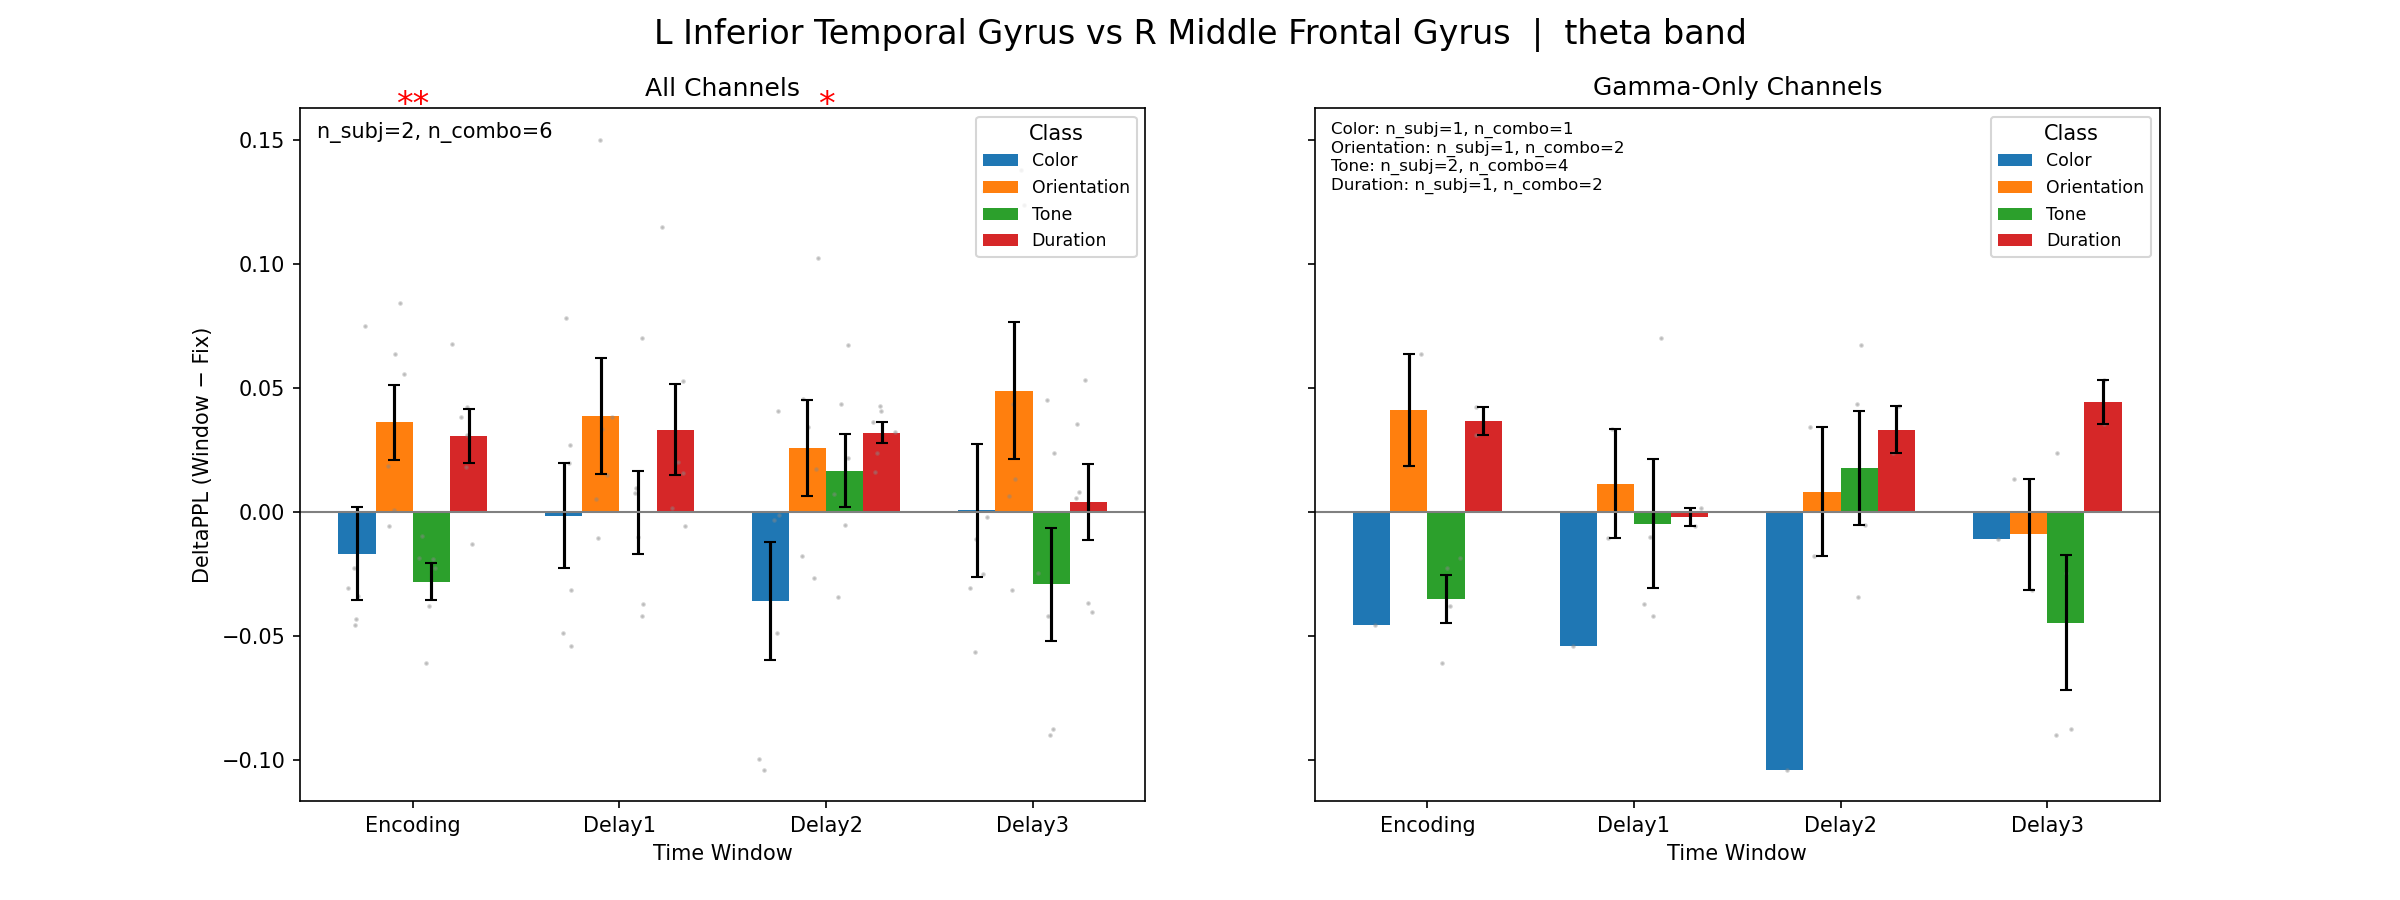 L Inferior Temporal Gyrus vs R Middle Frontal Gyrus | theta band
All Channels
** *
n_subj=2, n_combo=6
Class
Color
Orientation
Tone
Duration
DeltaPPL (Window − Fix)
0.15
0.10
0.05
0.00
−0.05
−0.10
Encoding Delay1 Delay2 Delay3
Time Window
Gamma-Only Channels
Color: n_subj=1, n_combo=1
Orientation: n_subj=1, n_combo=2
Tone: n_subj=2, n_combo=4
Duration: n_subj=1, n_combo=2
Class
Color
Orientation
Tone
Duration
Encoding Delay1 Delay2 Delay3
Time Window